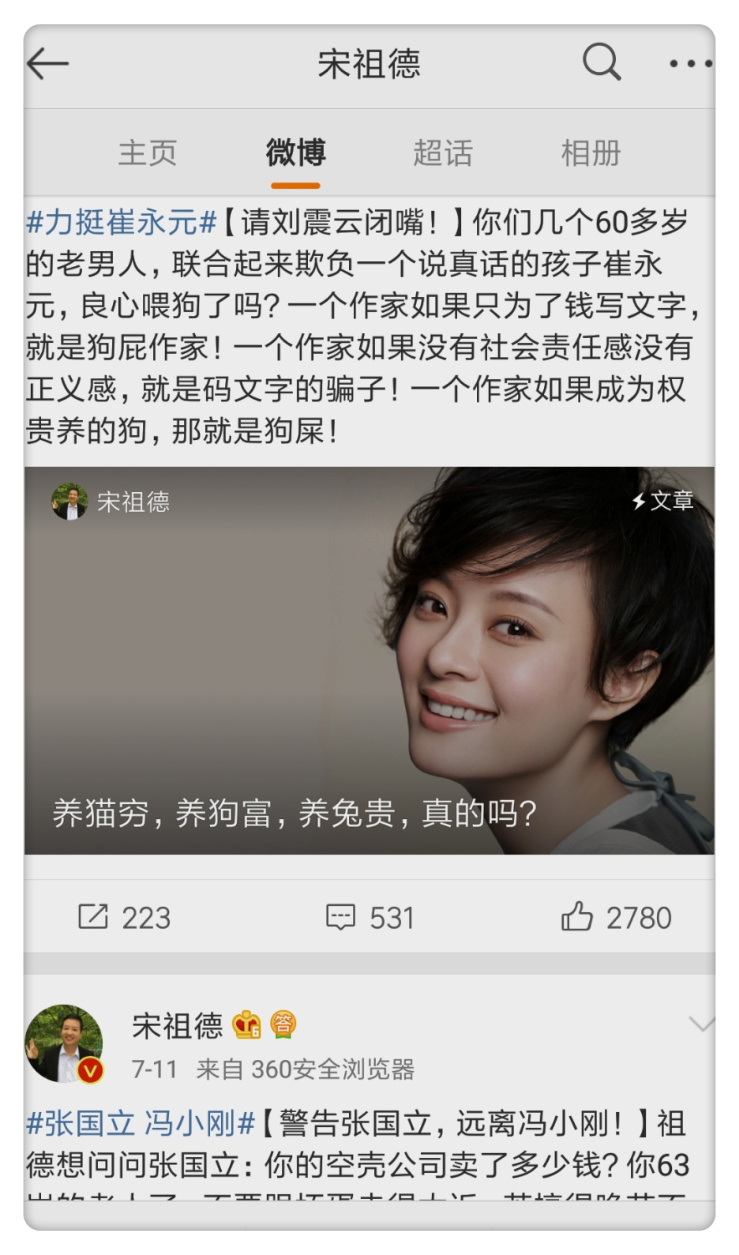 宋祖德
主页 微博 超话 相册
#力挺崔永元#【请刘震云闭嘴！】你们几个60多岁
的老男人，联合起来欺负一个说真话的孩子崔永
元，良心喂狗了吗？一个作家如果只为了钱写文字，
就是狗屁作家！一个作家如果没有社会责任感没有
正义感，就是码文字的骗子！一个作家如果成为权
贵养的狗，那就是狗屎！
宋祖德 文章
养猫穷，养狗富，养兔贵，真的吗？
223 531 2780
宋祖德 6 答
V
7-11 来自 360安全浏览器
#张国立 冯小刚#【警告张国立，远离冯小刚！】祖
德想问问张国立：你的空壳公司卖了多少钱？你63